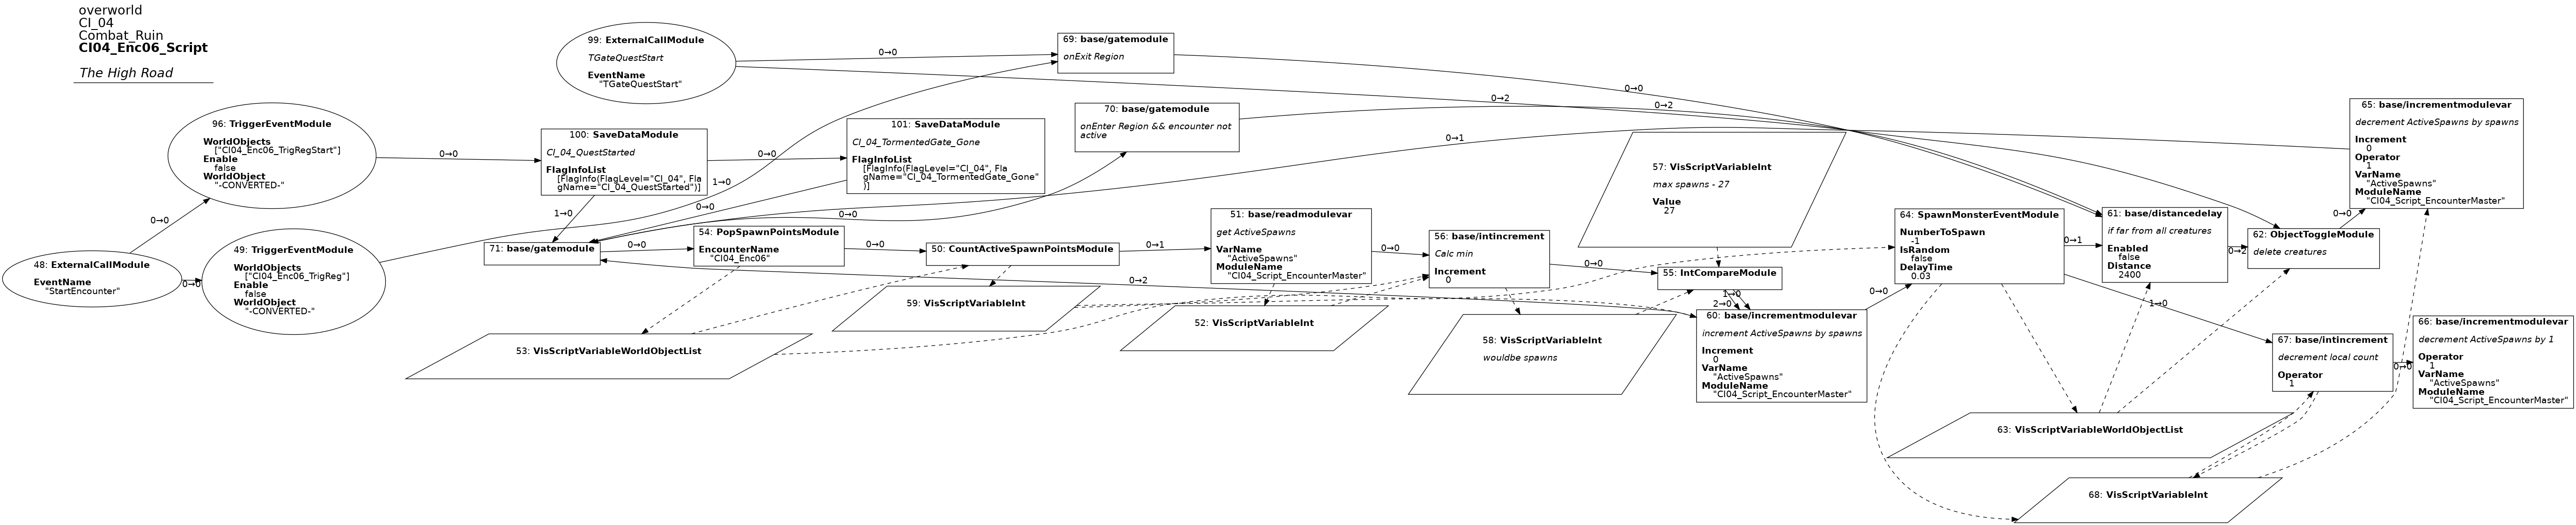 overworld
CI_04
Combat_Ruin
CI04_Enc06_Script
The High Road
99: ExternalCallModule
TGateQuestStart
EventName
"TGateQuestStart"
0→0
69: base/gatemodule
onExit Region
0→0
0→2
96: TriggerEventModule
WorldObjects
["CI04_Enc06_TrigRegStart"]
Enable
false
WorldObject
"-CONVERTED-"
0→0
100: SaveDataModule
CI_04_QuestStarted
FlagInfoList
[FlagInfo(FlagLevel="CI_04", Fla
gName="CI_04_QuestStarted")]
0→0
1→0
101: SaveDataModule
CI_04_TormentedGate_Gone
FlagInfoList
[FlagInfo(FlagLevel="CI_04", Fla
gName="CI_04_TormentedGate_Gone"
)]
70: base/gatemodule
onEnter Region && encounter not
active
0→2
0→1
57: VisScriptVariableInt
max spawns - 27
Value
27
65: base/incrementmodulevar
decrement ActiveSpawns by spawns
Increment
0
Operator
1
VarName
"ActiveSpawns"
ModuleName
"CI04_Script_EncounterMaster"
0→0
48: ExternalCallModule
EventName
"StartEncounter"
0→0
49: TriggerEventModule
WorldObjects
["CI04_Enc06_TrigReg"]
Enable
false
WorldObject
"-CONVERTED-"
1→0
0→0
0→0
71: base/gatemodule
0→0
54: PopSpawnPointsModule
EncounterName
"CI04_Enc06"
0→0
50: CountActiveSpawnPointsModule
0→1
51: base/readmodulevar
get ActiveSpawns
VarName
"ActiveSpawns"
ModuleName
"CI04_Script_EncounterMaster"
0→0
56: base/intincrement
Calc min
Increment
0
0→0
55: IntCompareModule
1→0
2→0
0→2
64: SpawnMonsterEventModule
NumberToSpawn
-1
IsRandom
false
DelayTime
0.03
0→1
61: base/distancedelay
if far from all creatures
Enabled
false
Distance
2400
0→2
62: ObjectToggleModule
delete creatures
0→0
53: VisScriptVariableWorldObjectList
59: VisScriptVariableInt
52: VisScriptVariableInt
58: VisScriptVariableInt
wouldbe spawns
60: base/incrementmodulevar
increment ActiveSpawns by spawns
Increment
0
VarName
"ActiveSpawns"
ModuleName
"CI04_Script_EncounterMaster"
0→0
1→0
67: base/intincrement
decrement local count
Operator
1
0→0
66: base/incrementmodulevar
decrement ActiveSpawns by 1
Operator
1
VarName
"ActiveSpawns"
ModuleName
"CI04_Script_EncounterMaster"
63: VisScriptVariableWorldObjectList
68: VisScriptVariableInt